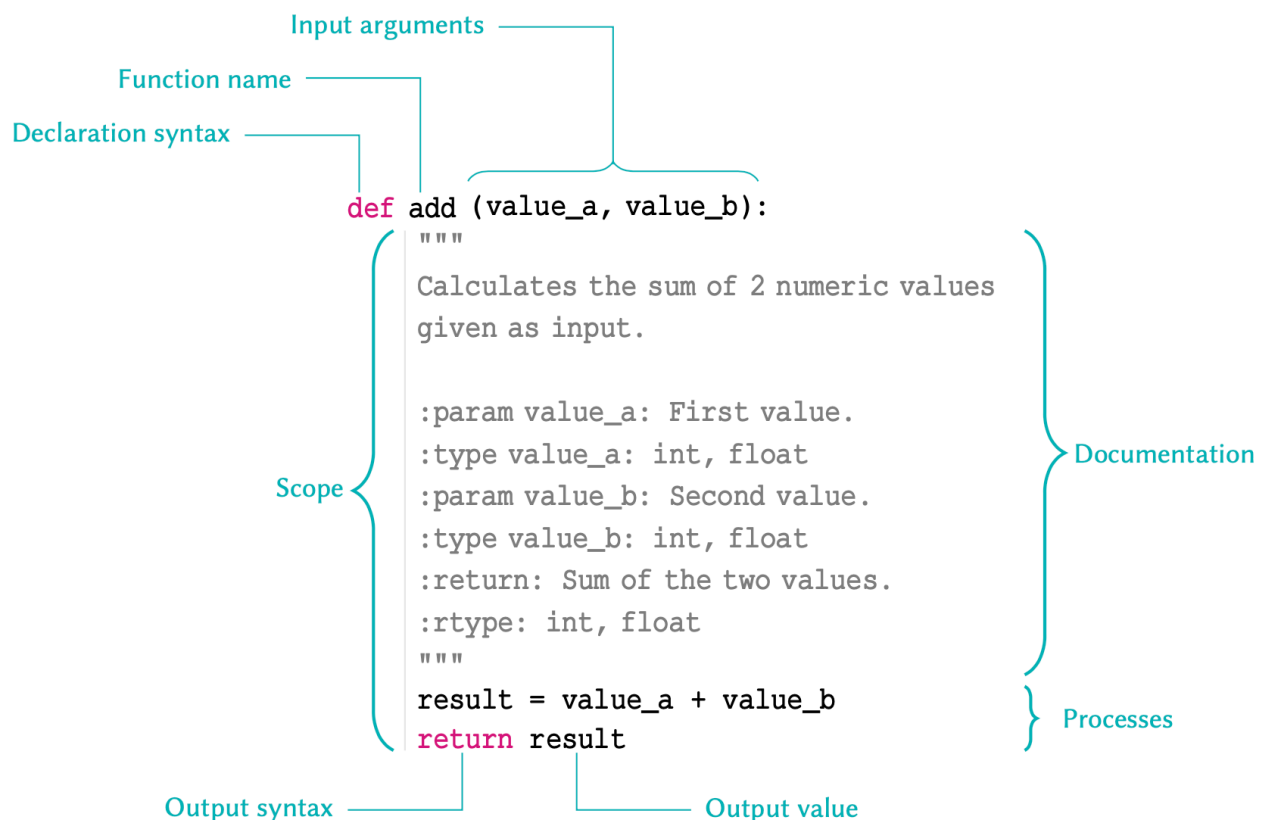 Input arguments
Function name
Declaration syntax
def add (value_a, value_b):
"""
Calculates the sum of 2 numeric values
given as input.
:param value_a: First value.
:type value_a: int, float
Documentation
Scope
:param value_b: Second value.
:type value_b: int, float
:return: Sum of the two values.
:rtype: int, float
"""
result = value_a + value_b
Processes
return result
Output syntax
Output value